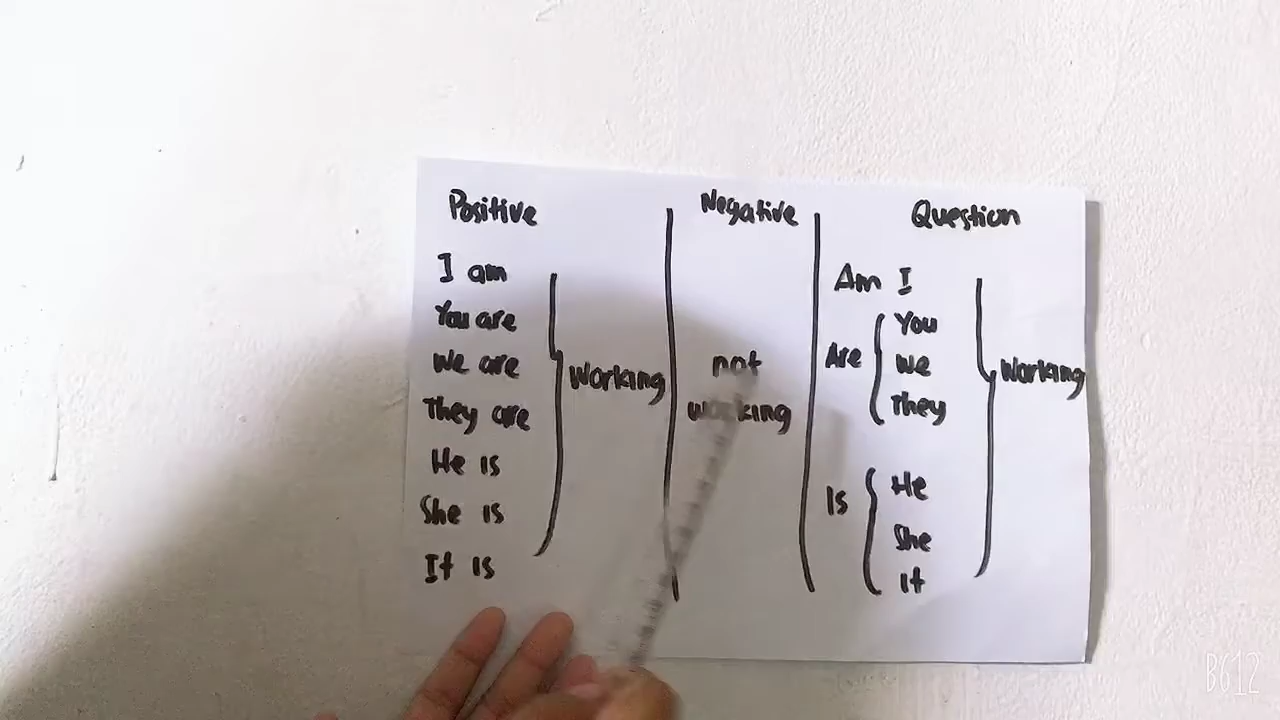 Positive
I am
You are
We are
They are
He is
She is
It is
Working
Negative
not
working
Question
Am I
Are
You
We
They
Is
He
She
It
Working
B612